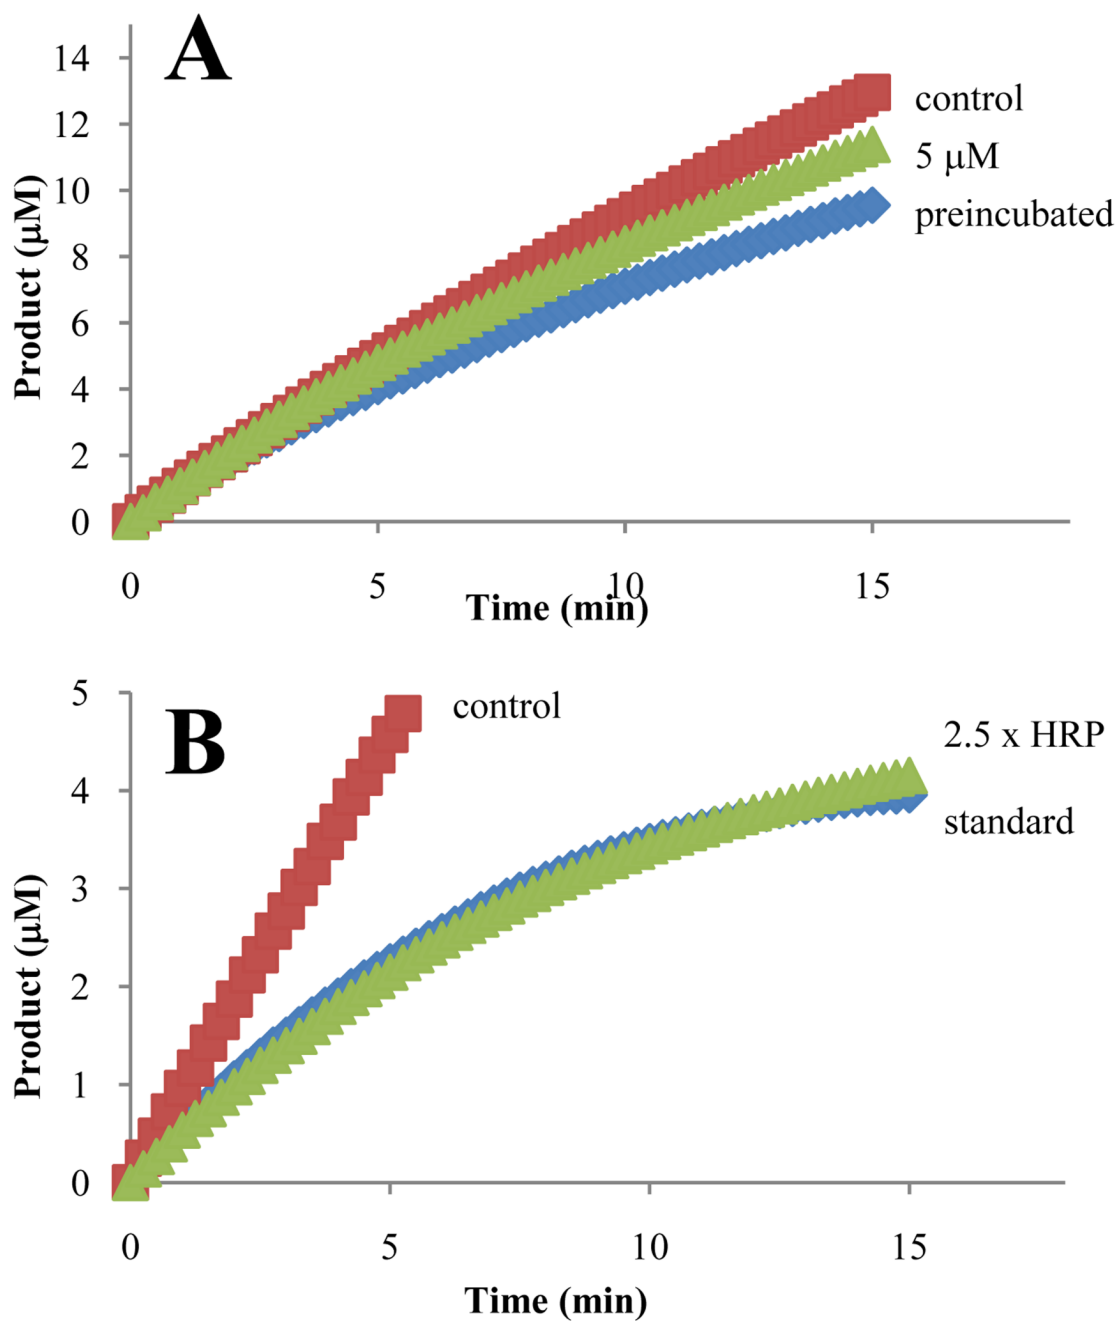 A
14
12
10
8
6
4
2
0
Product (μM)
control
5 μM
preincubated
0 5 10 15
Time (min)
B
5
4
3
2
1
0
Product (μM)
control
2.5 x HRP
standard
0 5 10 15
Time (min)